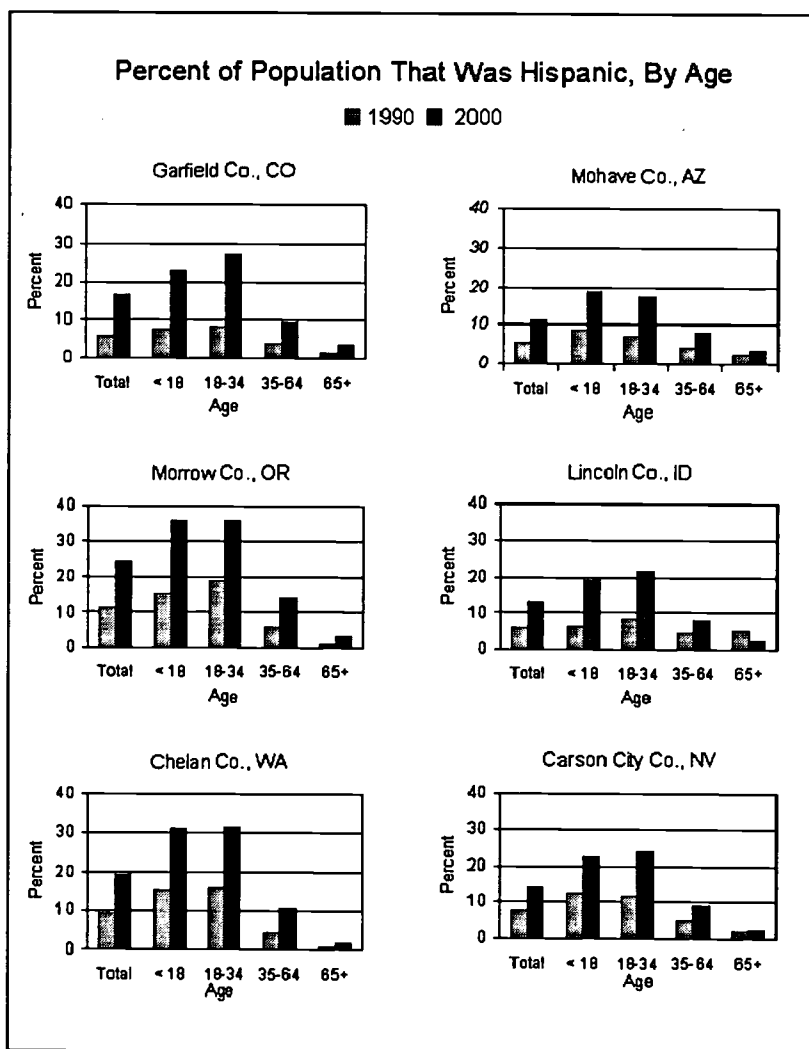 Percent of Population That Was Hispanic, By Age
1990 2000
Garfield Co., CO
40
30
20
10
0
Percent
Total < 18 18-34 35-64 65+
Age
Mohave Co., AZ
40
30
20
10
0
Percent
Total < 18 18-34 35-64 65+
Age
Morrow Co., OR
40
30
20
10
0
Percent
Total < 18 18-34 35-64 65+
Age
Lincoln Co., ID
40
30
20
10
0
Percent
Total < 18 18-34 35-64 65+
Age
Chelan Co., WA
40
30
20
10
0
Percent
Total < 18 18-34 35-64 65+
Age
Carson City Co., NV
40
30
20
10
0
Percent
Total < 18 18-34 35-64 65+
Age